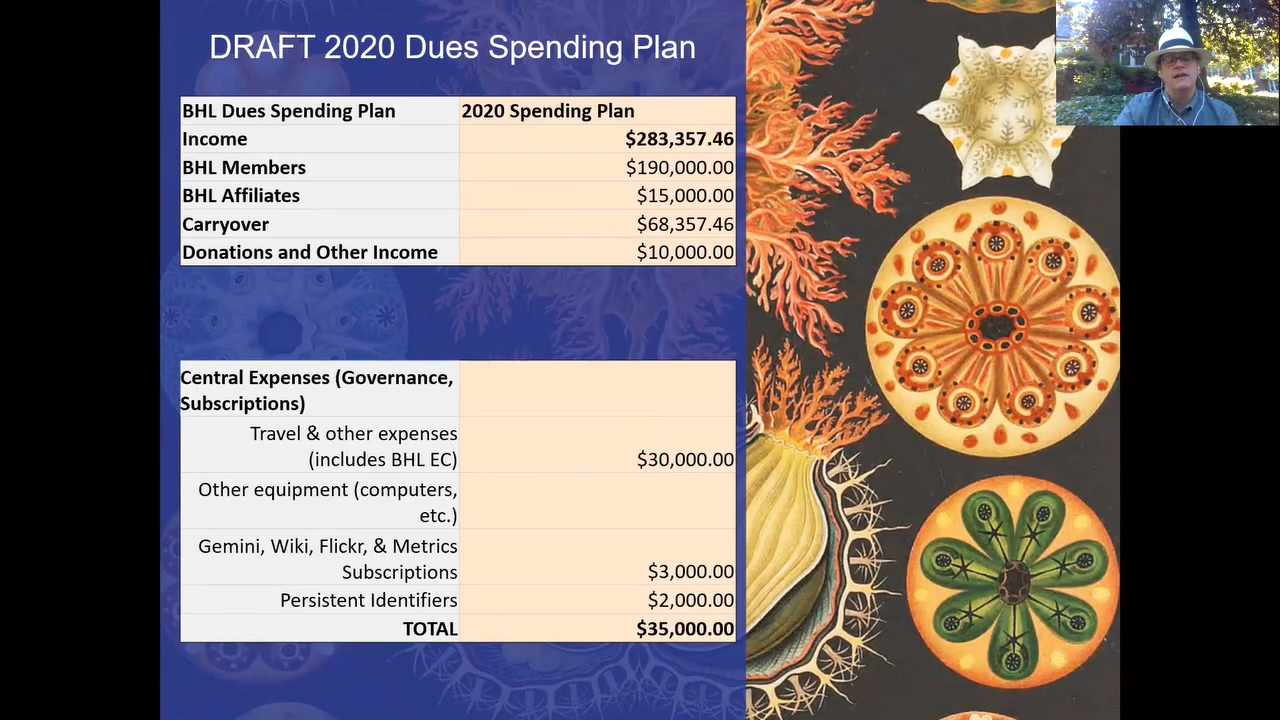 DRAFT 2020 Dues Spending Plan
BHL Dues Spending Plan 2020 Spending Plan
Income $283,357.46
BHL Members $190,000.00
BHL Affiliates $15,000.00
Carryover $68,357.46
Donations and Other Income $10,000.00
Central Expenses (Governance,
Subscriptions)
Travel & other expenses
(includes BHL EC) $30,000.00
Other equipment (computers,
etc.)
Gemini, Wiki, Flickr, & Metrics
Subscriptions $3,000.00
Persistent Identifiers $2,000.00
TOTAL $35,000.00